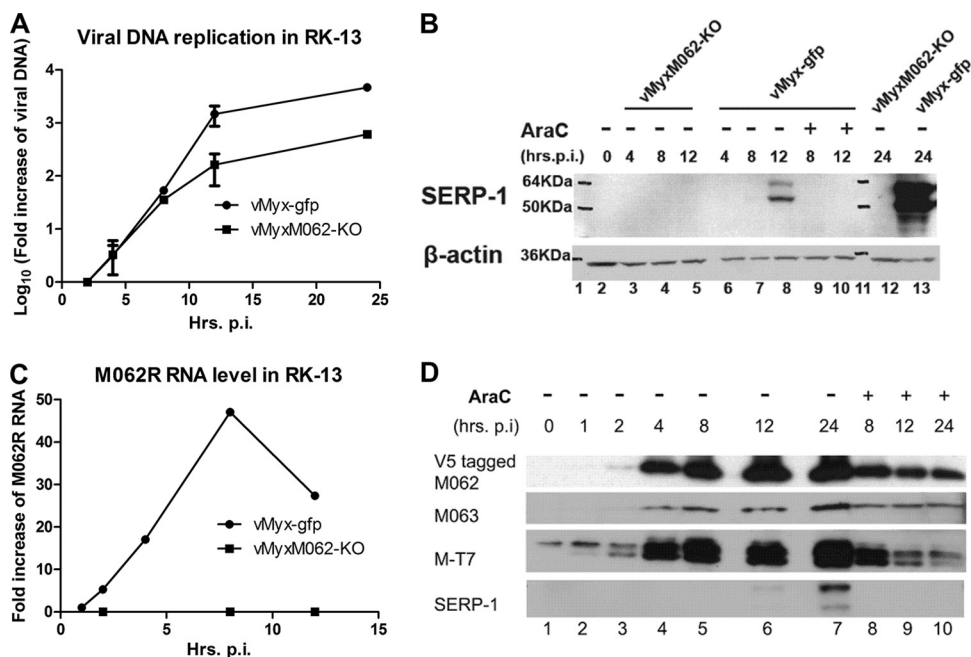 A
Viral DNA replication in RK-13
Log10 (Fold increase of viral DNA)
4
3
2
1
0
0 5 10 15 20 25
Hrs. p.i.
vMyx-gfp
vMyxM062-KO
B
vMyxM062-KO
vMyx-gfp
vMyxM062-KO
vMyx-gfp
AraC - - - - - - - + + - -
(hrs.p.i.) 0 4 8 12 4 8 12 8 12 24 24
SERP-1
64KDa
50KDa
β-actin
36KDa
1 2 3 4 5 6 7 8 9 10 11 12 13
C
M062R RNA level in RK-13
Fold increase of M062R RNA
50
40
30
20
10
0
0 5 10 15
Hrs. p.i.
vMyx-gfp
vMyxM062-KO
D
AraC - - - - - - - + + +
(hrs. p.i) 0 1 2 4 8 12 24 8 12 24
V5 tagged
M062
M063
M-T7
SERP-1
1 2 3 4 5 6 7 8 9 10